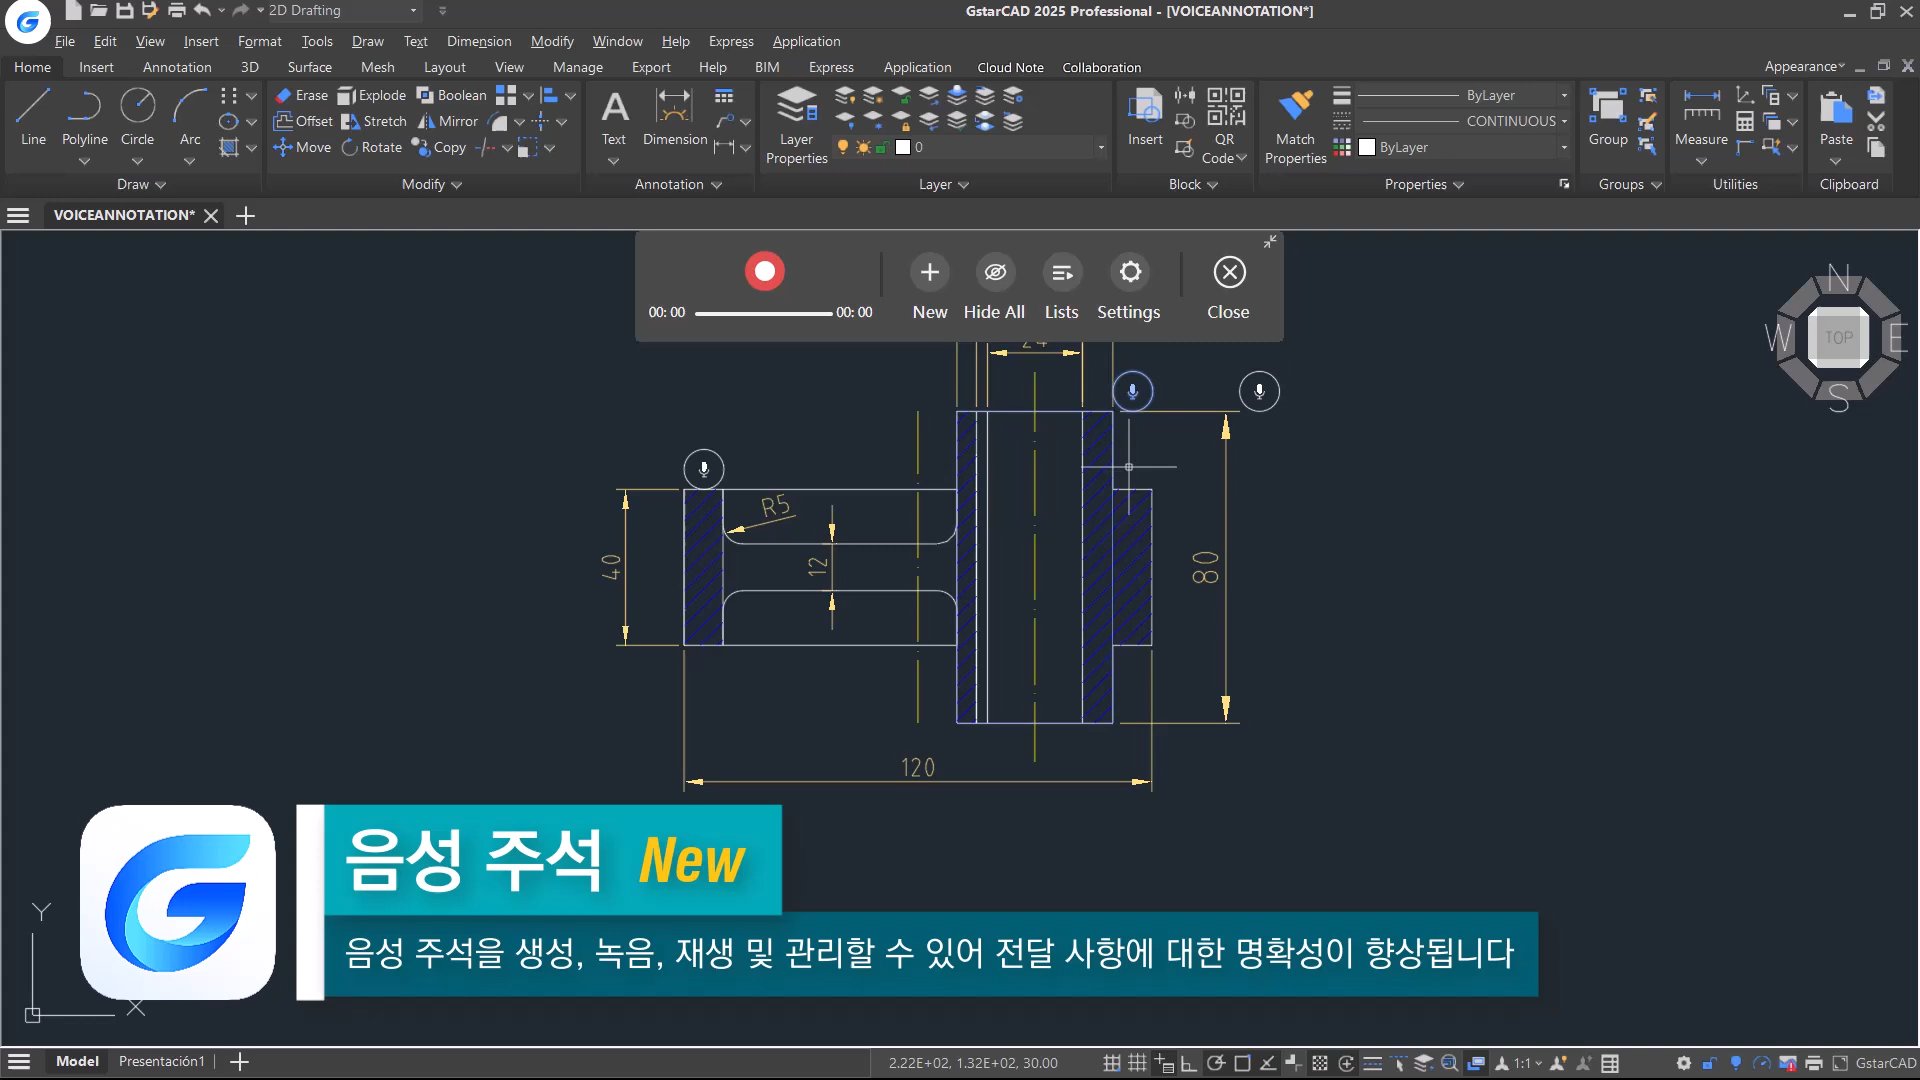 2D Drafting
GstarCAD 2025 Professional - [VOICEANNOTATION*]
File Edit View Insert Format Tools Draw Text Dimension Modify Window Help Express Application
Home Insert Annotation 3D Surface Mesh Layout View Manage Export Help BIM Express Application Cloud Note Collaboration Appearance
Erase Explode Boolean ByLayer
Offset Stretch Mirror CONTINUOUS
Line Polyline Circle Arc Move Rotate Copy Text Dimension Layer Properties 0 Insert QR Code Match Properties ByLayer Group Measure Paste
Draw Modify Annotation Layer Block Properties Groups Utilities Clipboard
VOICEANNOTATION*
00:00 00:00 New Hide All Lists Settings Close
N
W TOP E
S
24
R5
40
12
80
120
음성 주석 New
음성 주석을 생성, 녹음, 재생 및 관리할 수 있어 전달 사항에 대한 명확성이 향상됩니다
Y
X
Model Presentación1 2.22E+02, 1.32E+02, 30.00 1:1 GstarCAD